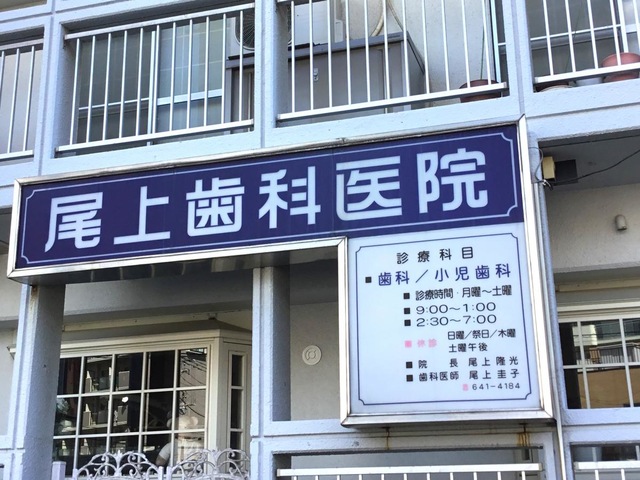 尾上歯科医院
診療科目
■歯科／小児歯科
■診療時間・月曜～土曜
■9:00～1:00
■2:30～7:00
■休診 日曜/祭日/木曜
土曜午後
■院 長 尾上隆光
■歯科医師 尾上圭子
641-4184